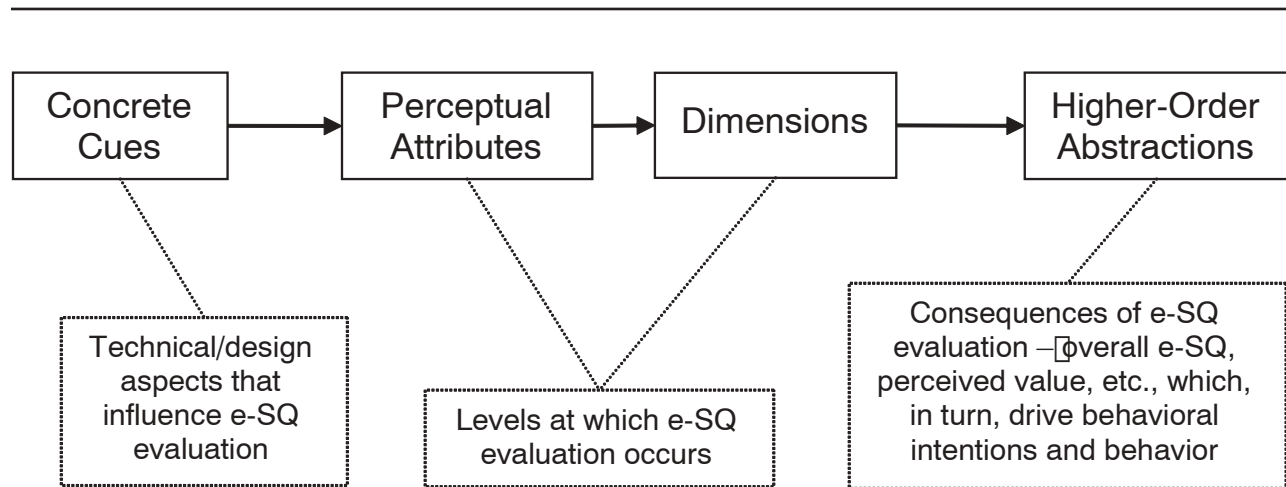 Concrete
Cues
Perceptual
Attributes
Dimensions
Higher-Order
Abstractions
Technical/design
aspects that
influence e-SQ
evaluation
Levels at which e-SQ
evaluation occurs
Consequences of e-SQ
evaluation – overall e-SQ,
perceived value, etc., which,
in turn, drive behavioral
intentions and behavior